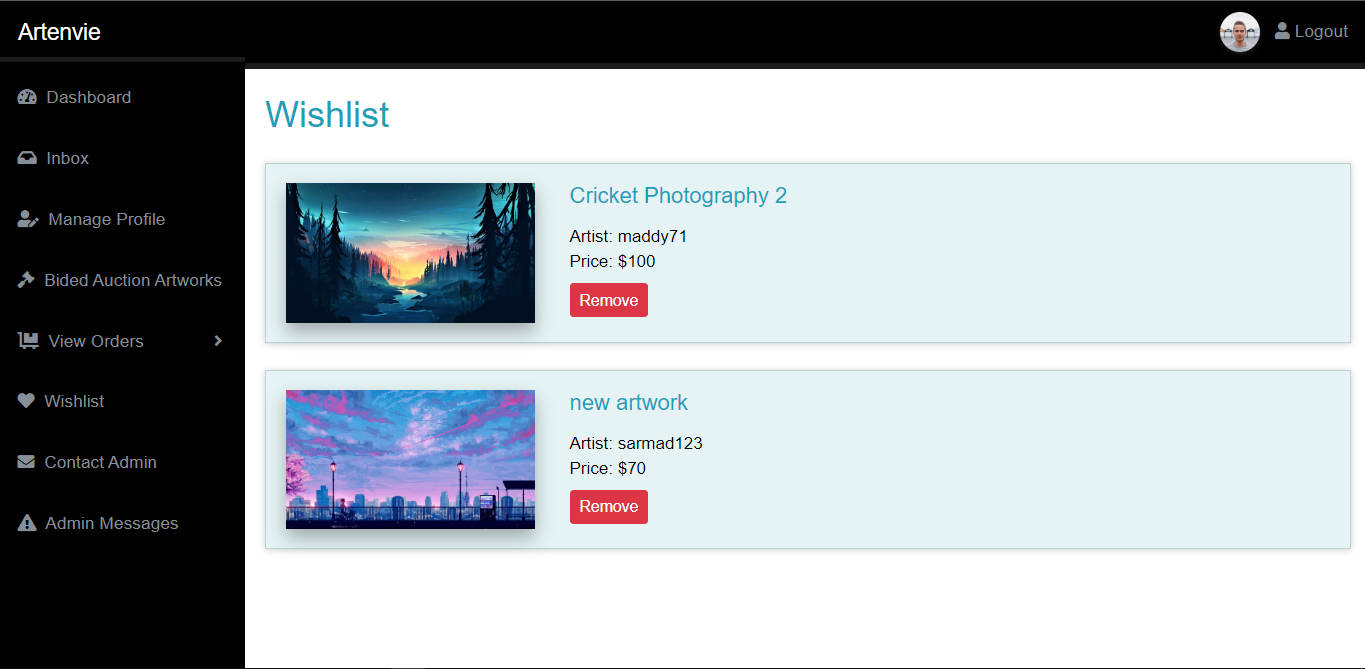 Artenvie
Logout
Dashboard
Inbox
Manage Profile
Bided Auction Artworks
View Orders
Wishlist
Contact Admin
Admin Messages
Wishlist
Cricket Photography 2
Artist: maddy71
Price: $100
Remove
new artwork
Artist: sarmad123
Price: $70
Remove